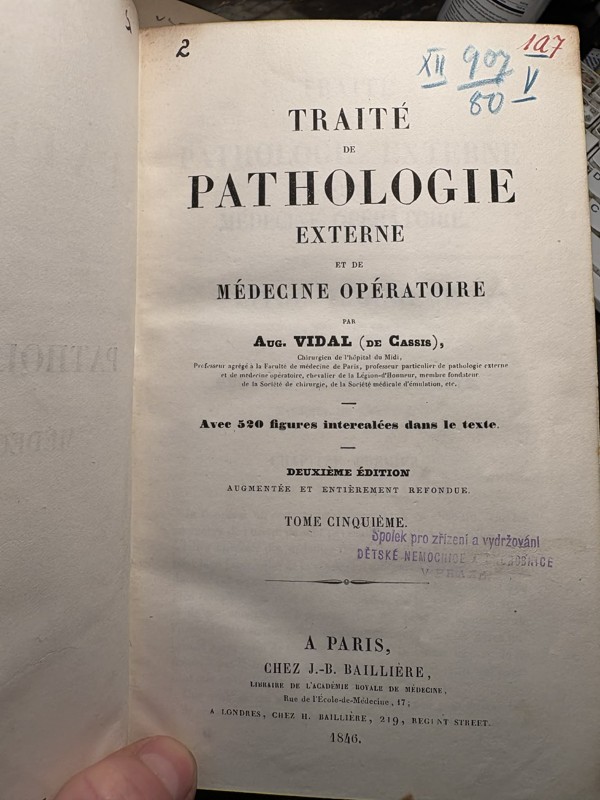 2
XII 907 1a7
80 V
TRAITÉ
DE
PATHOLOGIE
EXTERNE
ET DE
MÉDECINE OPÉRATOIRE
PAR
AUG. VIDAL (DE CASSIS),
Chirurgien de l'hôpital du Midi,
Professeur agrégé à la Faculté de médecine de Paris, professeur particulier de pathologie externe
et de médecine opératoire, chevalier de la Légion-d'Honneur, membre fondateur
de la Société de chirurgie, de la Société médicale d'émulation, etc.
Avec 520 figures intercalées dans le texte.
DEUXIÈME ÉDITION
AUGMENTÉE ET ENTIÈREMENT REFONDUE.
TOME CINQUIÈME.
Spolek pro zřízení a vydržování
DĚTSKÉ NEMOCNICE
V PRAZE
A PARIS,
CHEZ J.-B. BAILLIÈRE,
LIBRAIRE DE L'ACADÉMIE ROYALE DE MÉDECINE,
Rue de l'École-de-Médecine, 17;
A LONDRES, CHEZ H. BAILLIÈRE, 219, REGENT STREET.
1846.